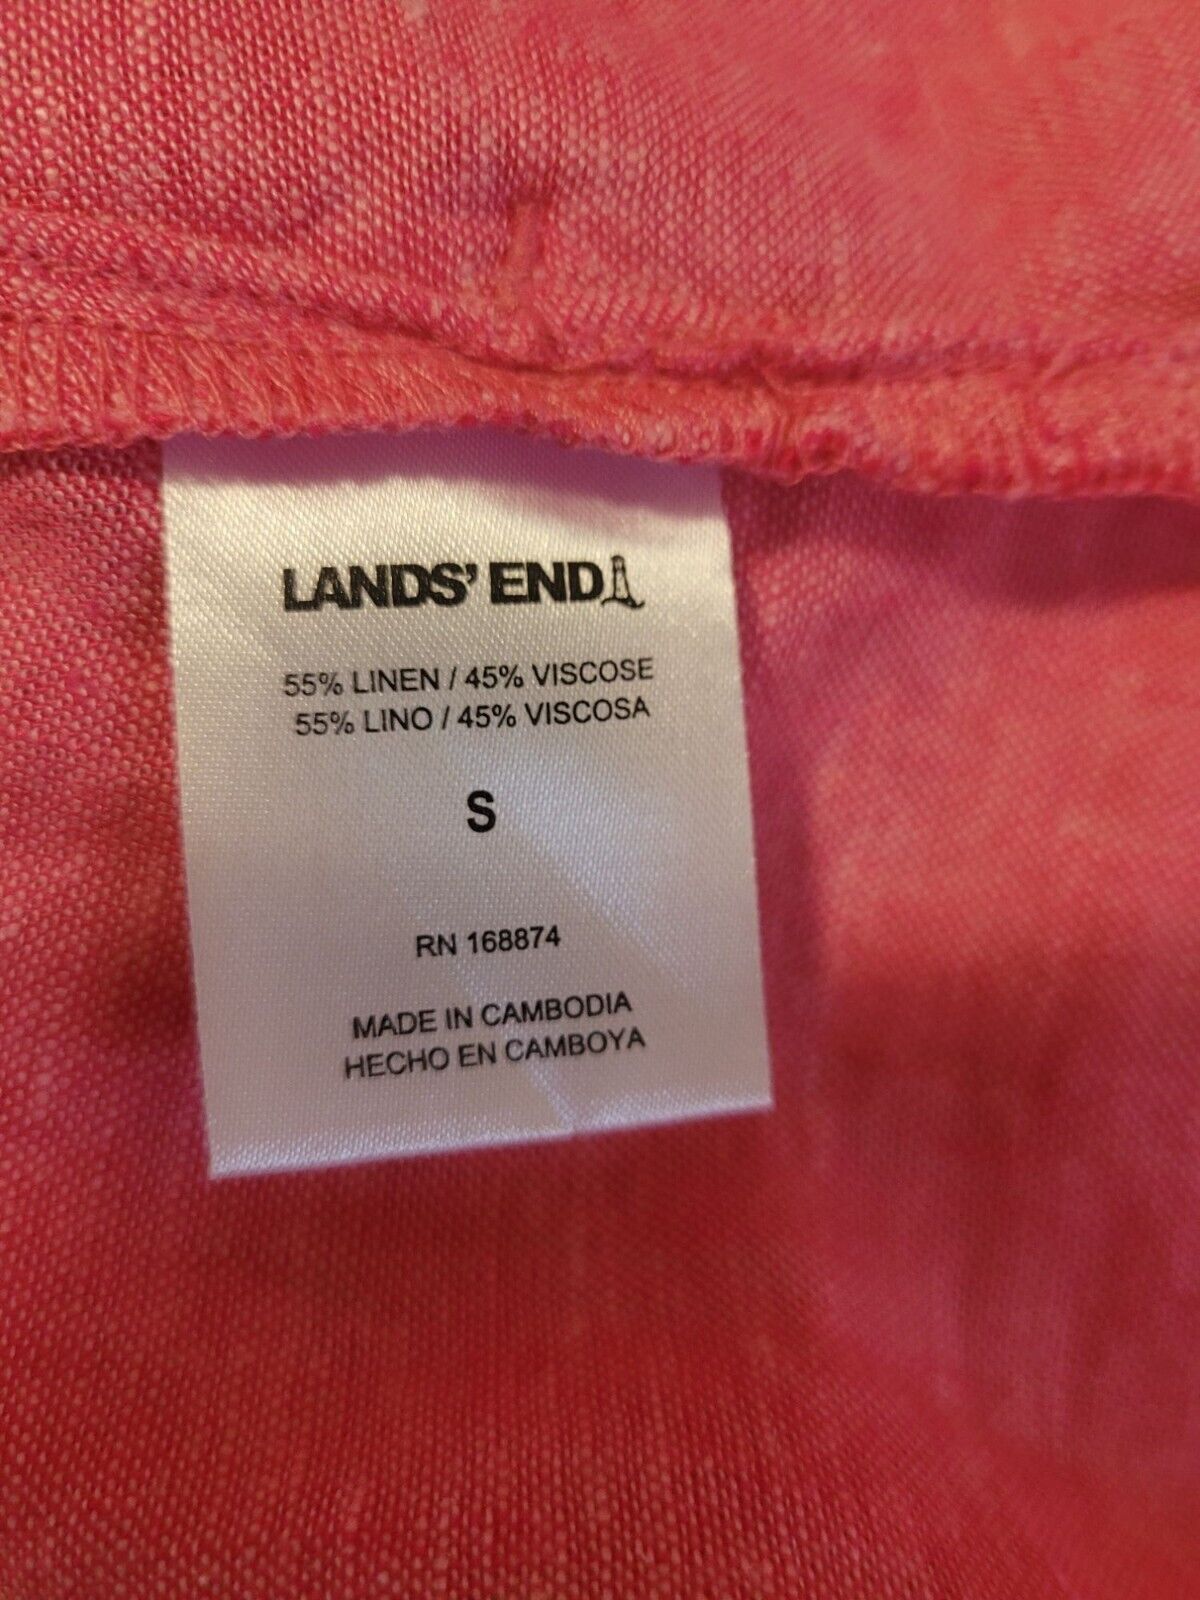 LANDS' END
55% LINEN / 45% VISCOSE
55% LINO / 45% VISCOSA
S
RN 168874
MADE IN CAMBODIA
HECHO EN CAMBOYA